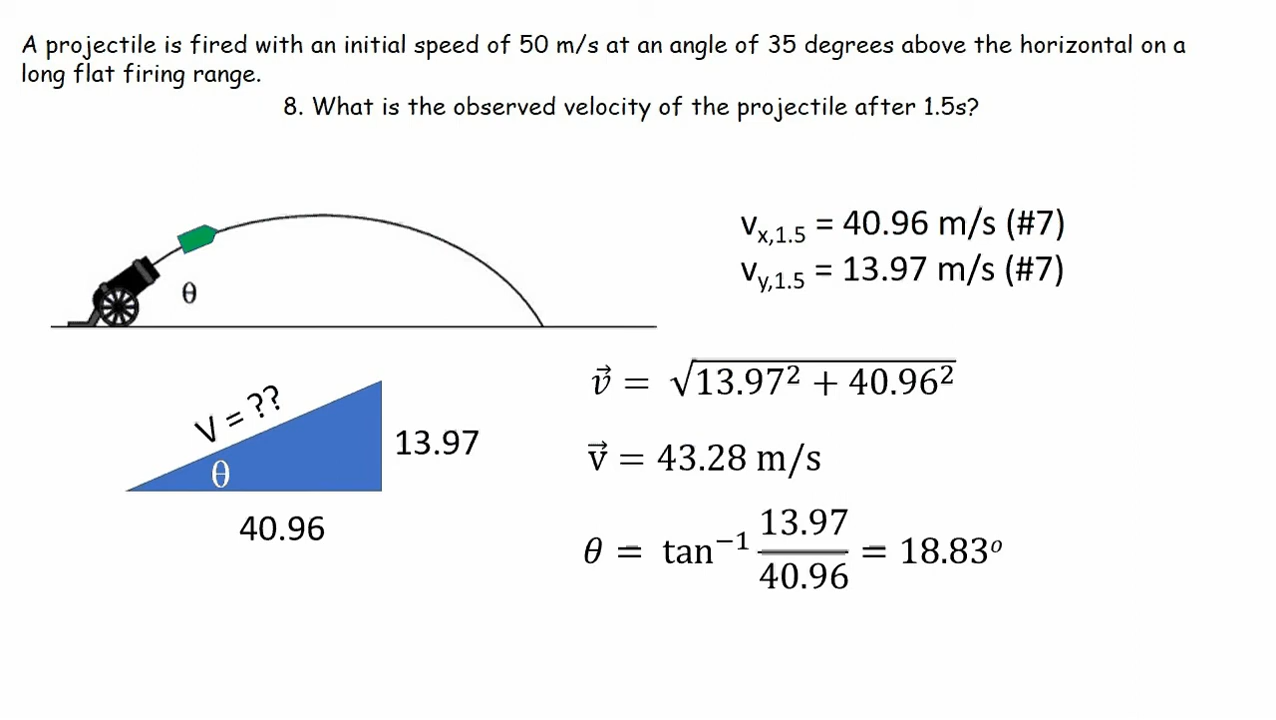 A projectile is fired with an initial speed of 50 m/s at an angle of 35 degrees above the horizontal on a
long flat firing range.
8. What is the observed velocity of the projectile after 1.5s?
θ
vx,1.5 = 40.96 m/s (#7)
vy,1.5 = 13.97 m/s (#7)
V = ??
θ
13.97
40.96
v⃗ = √13.97² + 40.96²
v⃗ = 43.28 m/s
θ = tan⁻¹ 13.97/40.96 = 18.83º